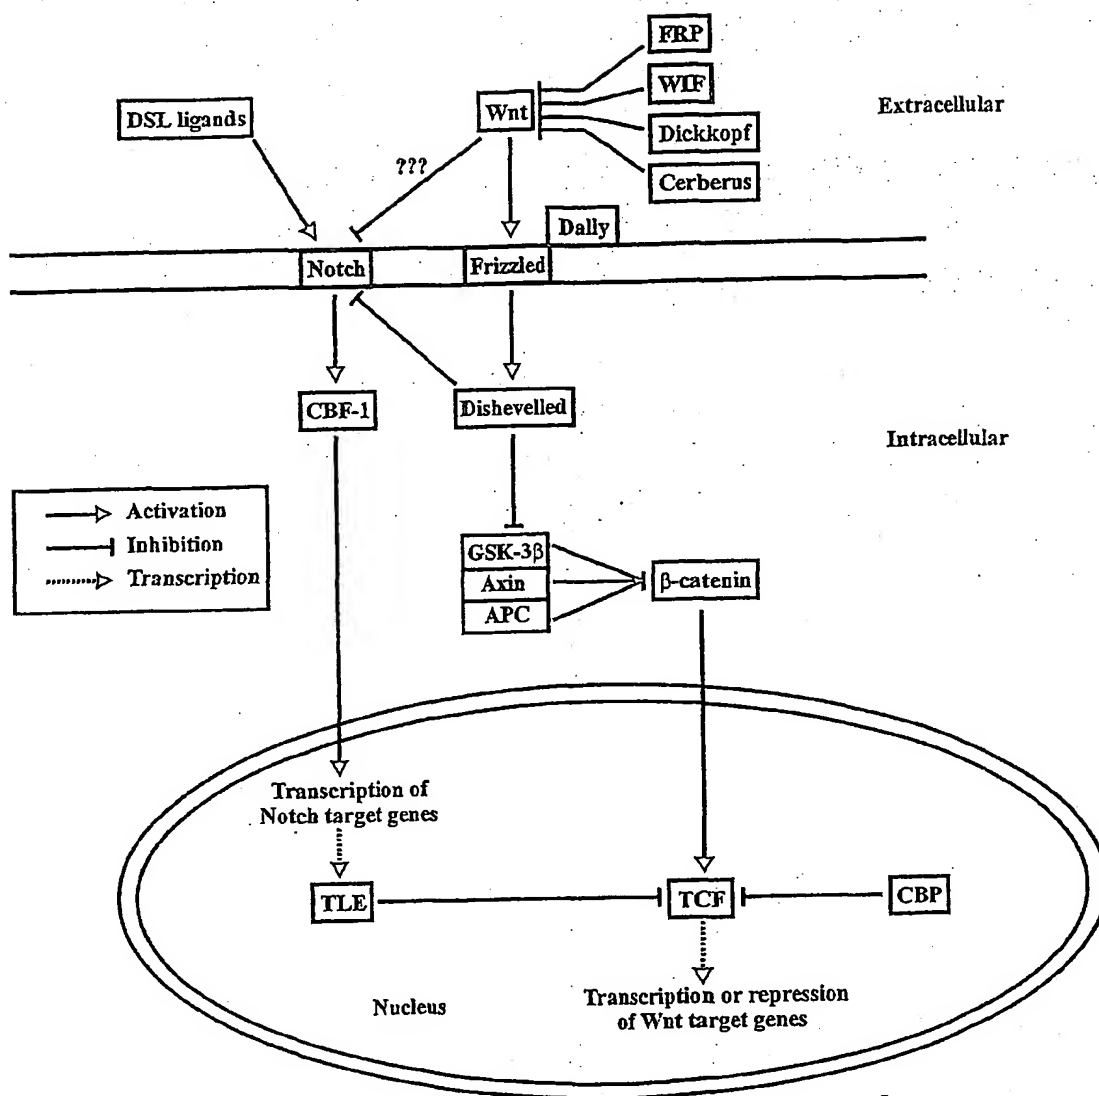 FRP
WIF
Wnt
Extracellular
DSL ligands
Dickkopf
???
Cerberus
Dally
Notch
Frizzled
CBF-1
Dishevelled
Intracellular
Activation
Inhibition
Transcription
GSK-3β
Axin
APC
β-catenin
Transcription of
Notch target genes
TLE
TCF
CBP
Nucleus
Transcription or repression
of Wnt target genes